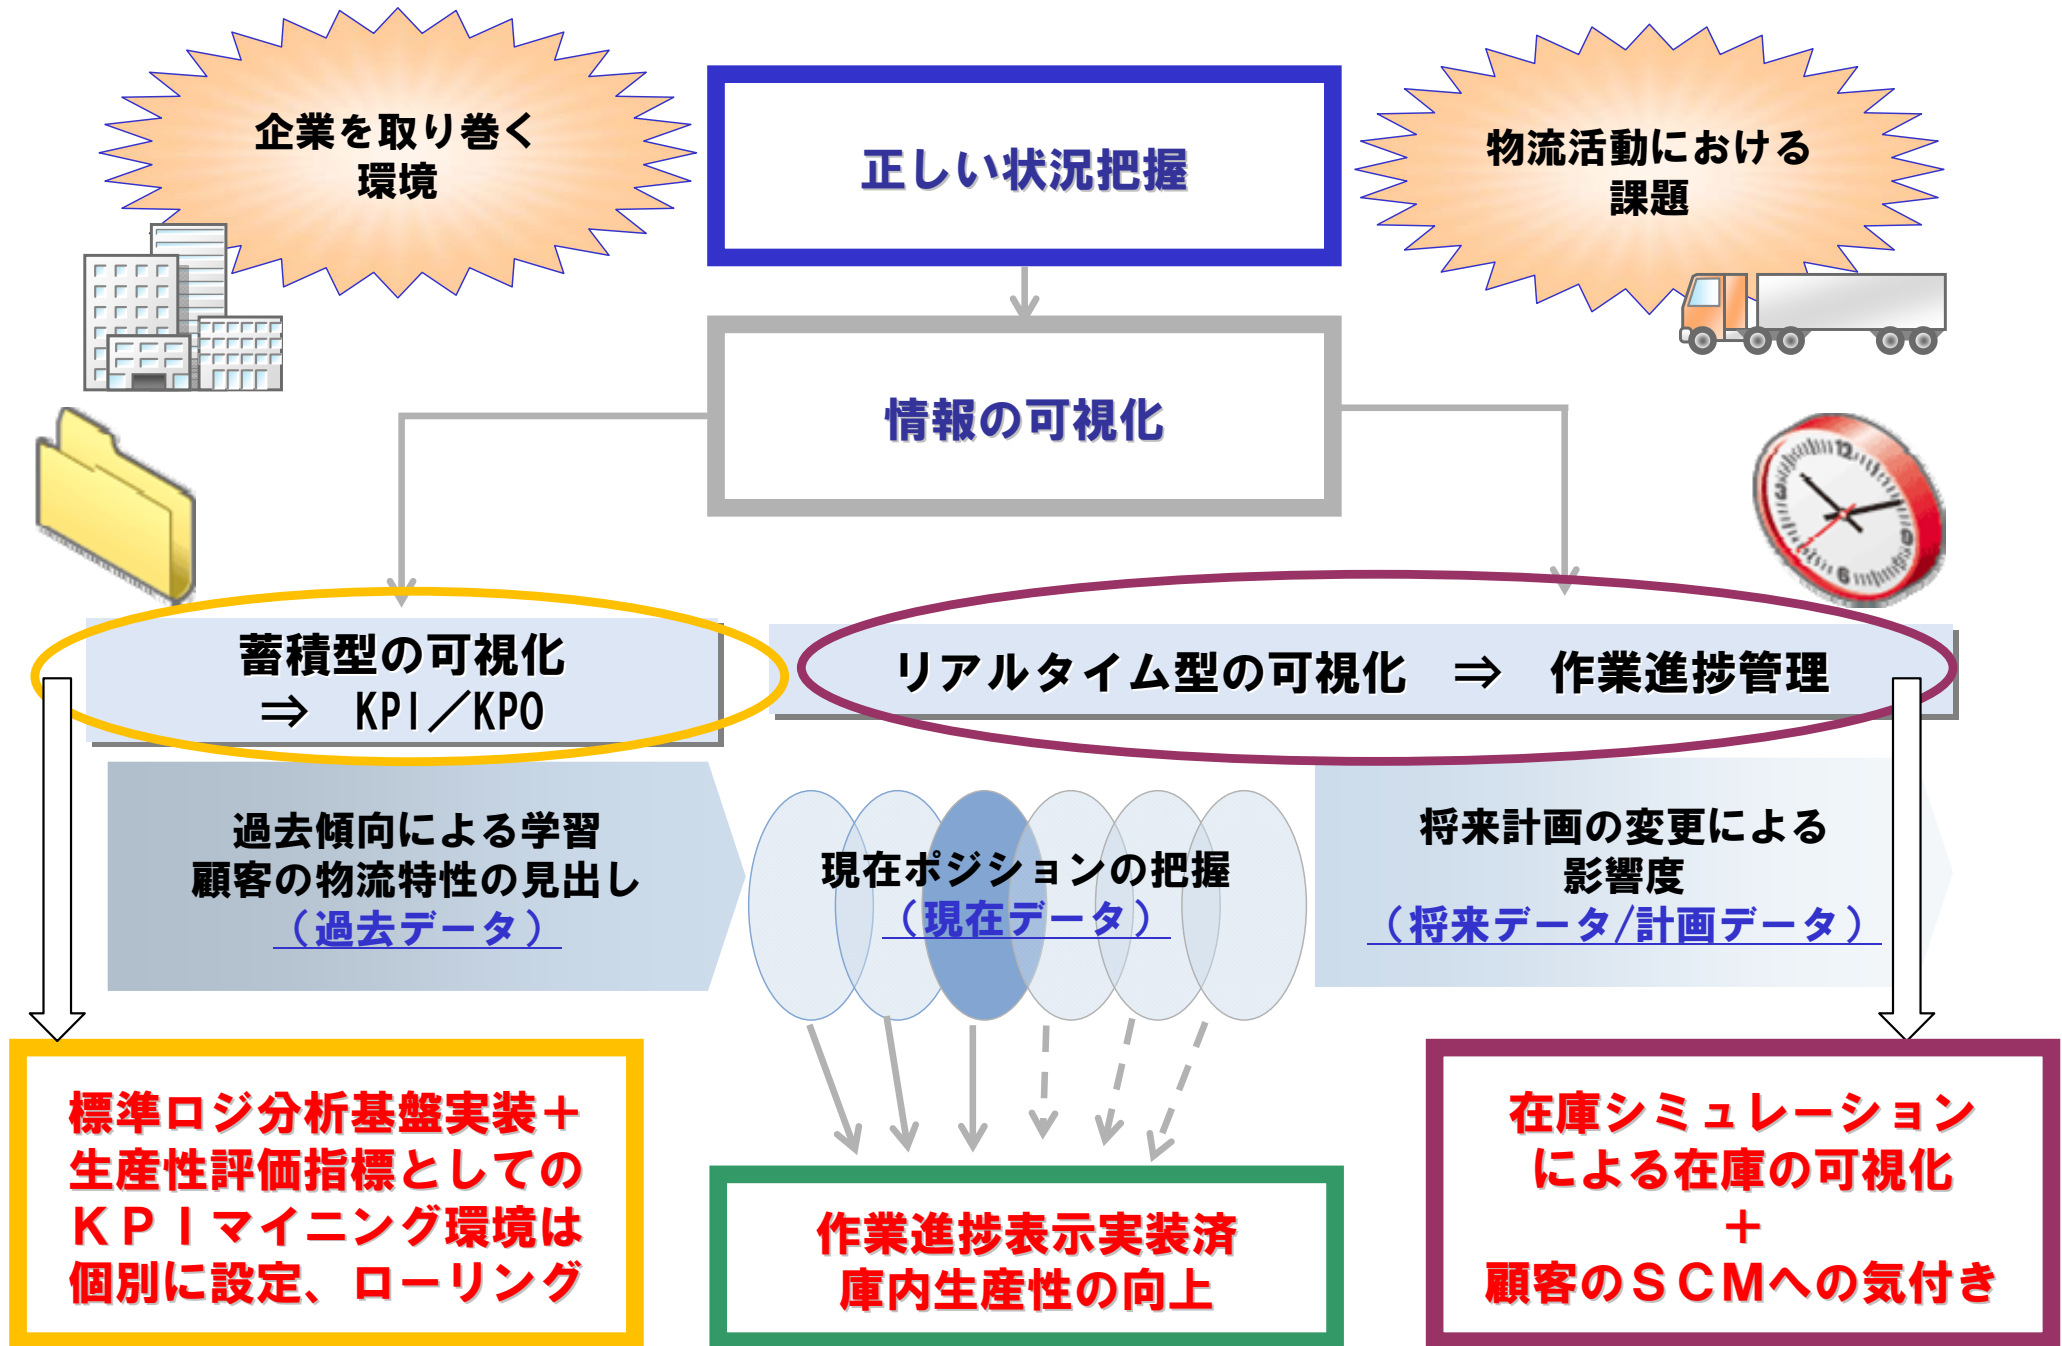 企業を取り巻く
環境
正しい状況把握
物流活動における
課題
情報の可視化
蓄積型の可視化
⇒　KPI／KPO
リアルタイム型の可視化　⇒　作業進捗管理
過去傾向による学習
顧客の物流特性の見出し
（過去データ）
現在ポジションの把握
（現在データ）
将来計画の変更による
影響度
（将来データ/計画データ）
標準ロジ分析基盤実装＋
生産性評価指標としての
ＫＰＩマイニング環境は
個別に設定、ローリング
作業進捗表示実装済
庫内生産性の向上
在庫シミュレーション
による在庫の可視化
＋
顧客のＳＣＭへの気付き